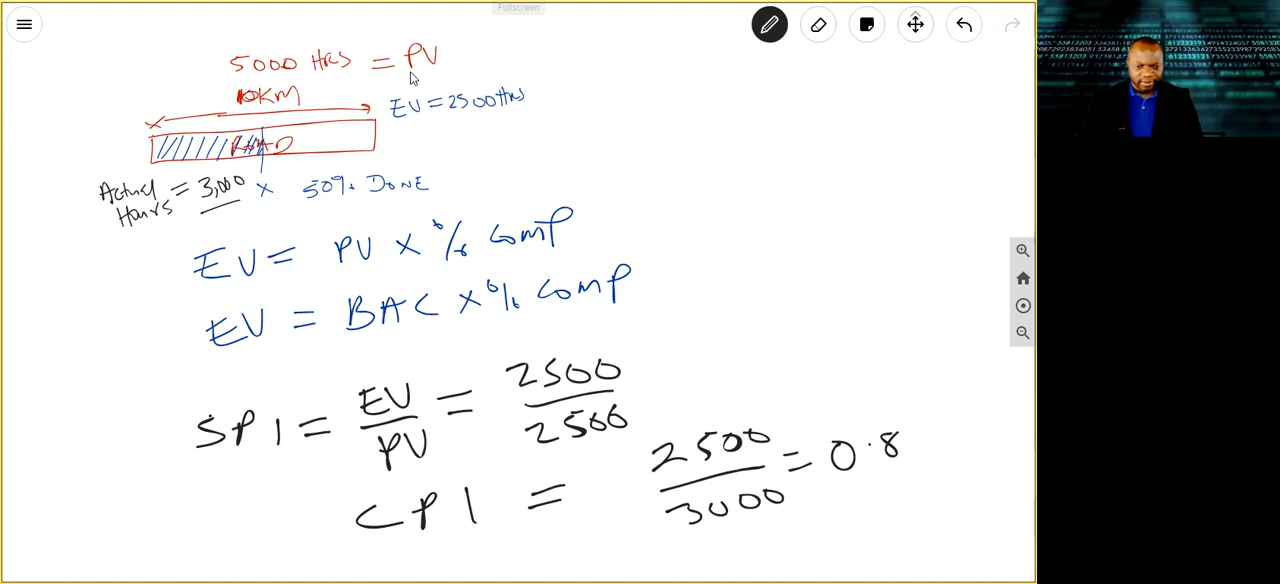 Fullscreen
5000 HRS = PV
10KM
EV = 2500 Hrs
ROAD
Actual Hours = 3,000
50% DONE
EV = PV × % comp
EV = BAC × % comp
SPI = EV/PV = 2500/2500
CPI = 2500/3000 = 0.8